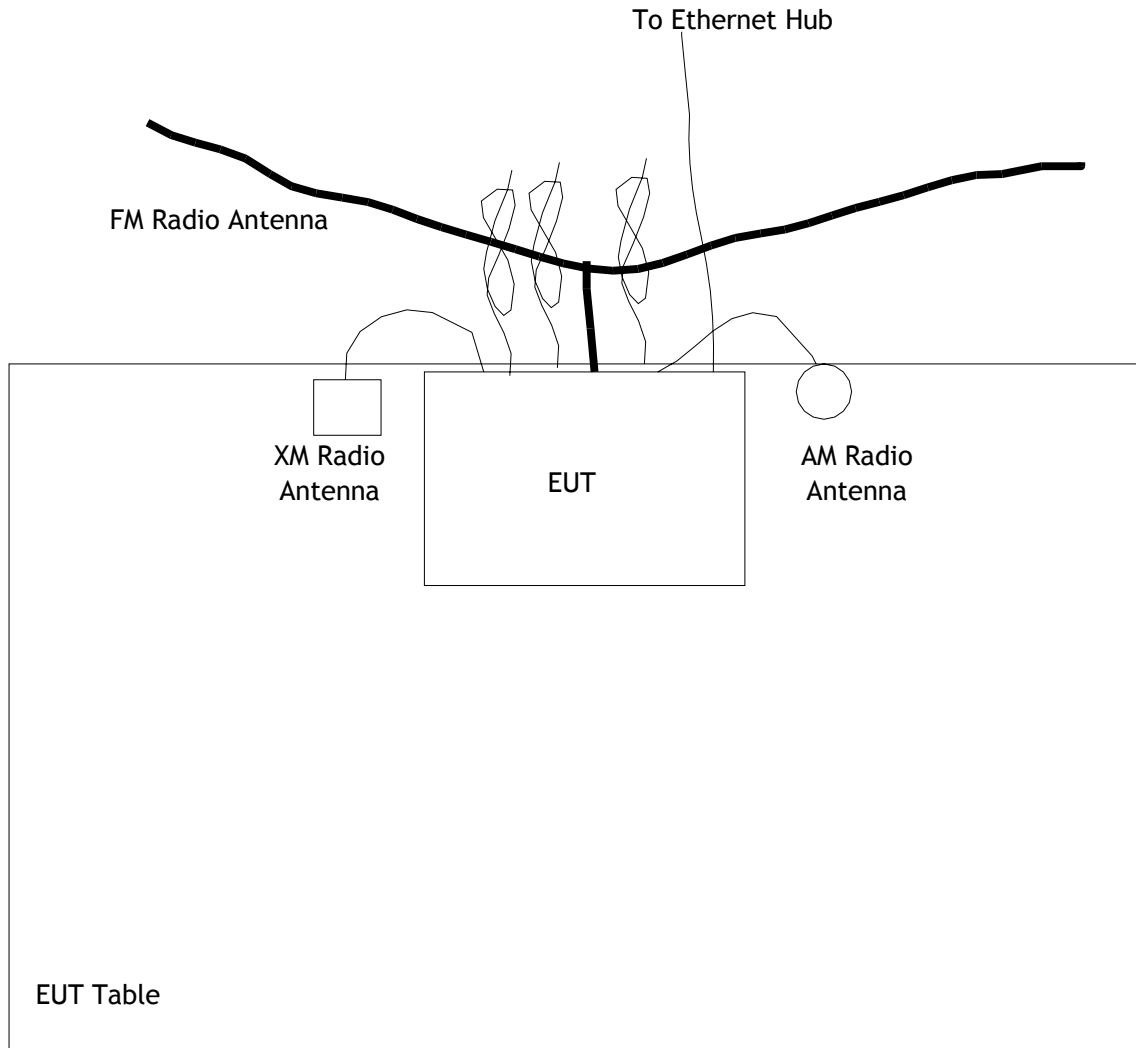 To Ethernet Hub
FM Radio Antenna
XM Radio
Antenna
EUT
AM Radio
Antenna
EUT Table